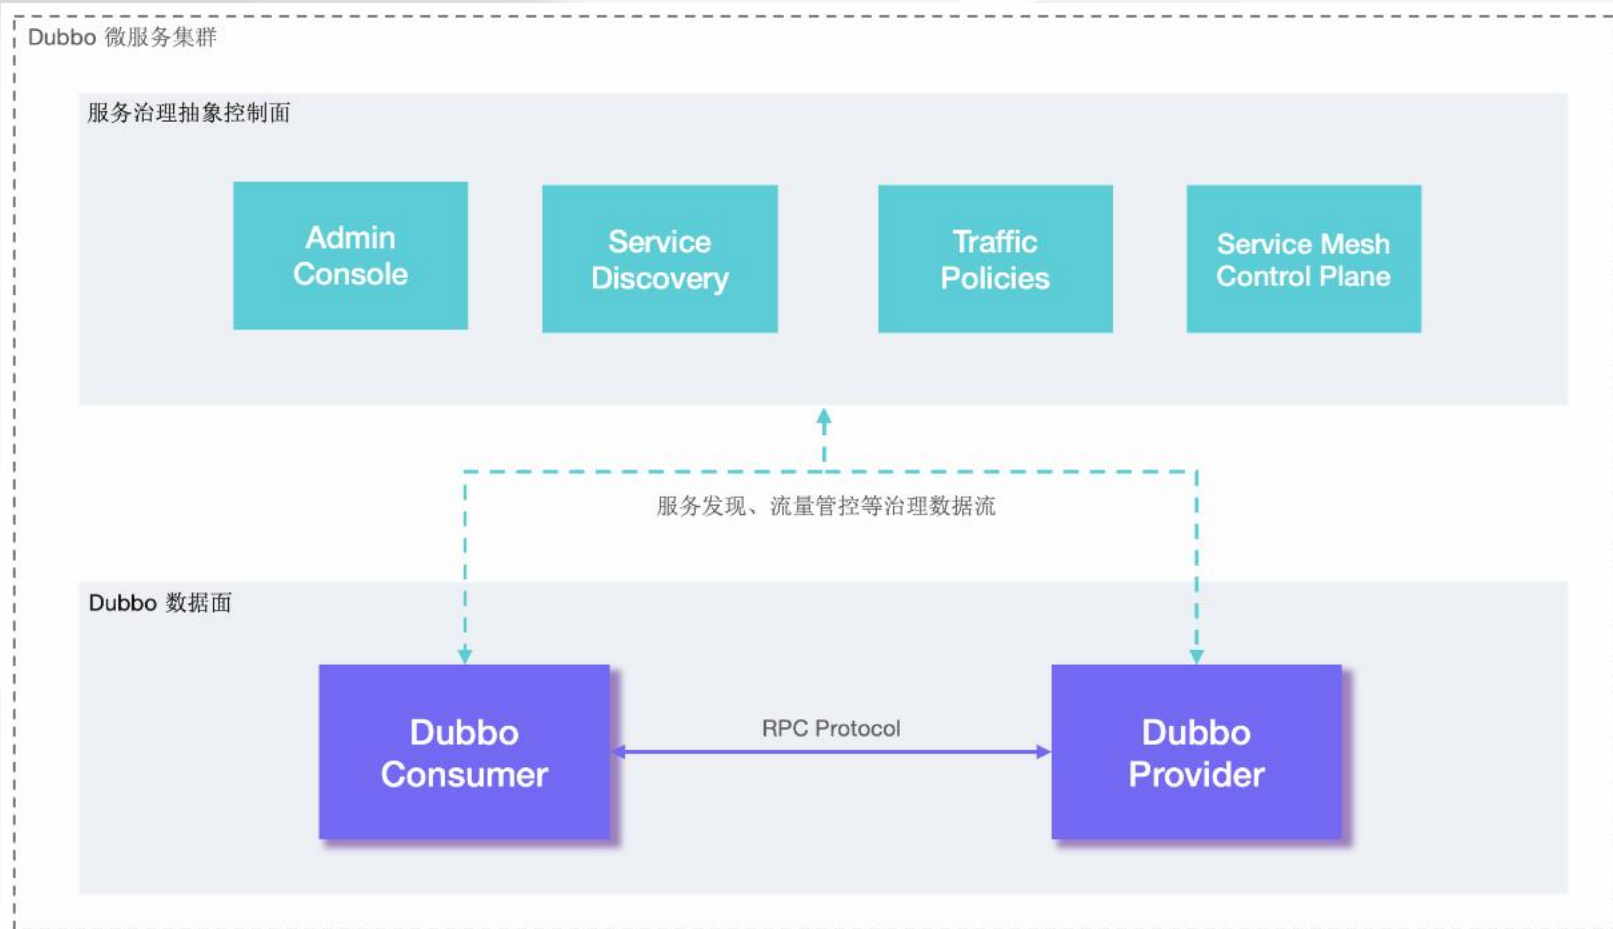 Dubbo 微服务集群
服务治理抽象控制面
Admin
Console
Service
Discovery
Traffic
Policies
Service Mesh
Control Plane
服务发现、流量管控等治理数据流
Dubbo 数据面
Dubbo
Consumer
RPC Protocol
Dubbo
Provider